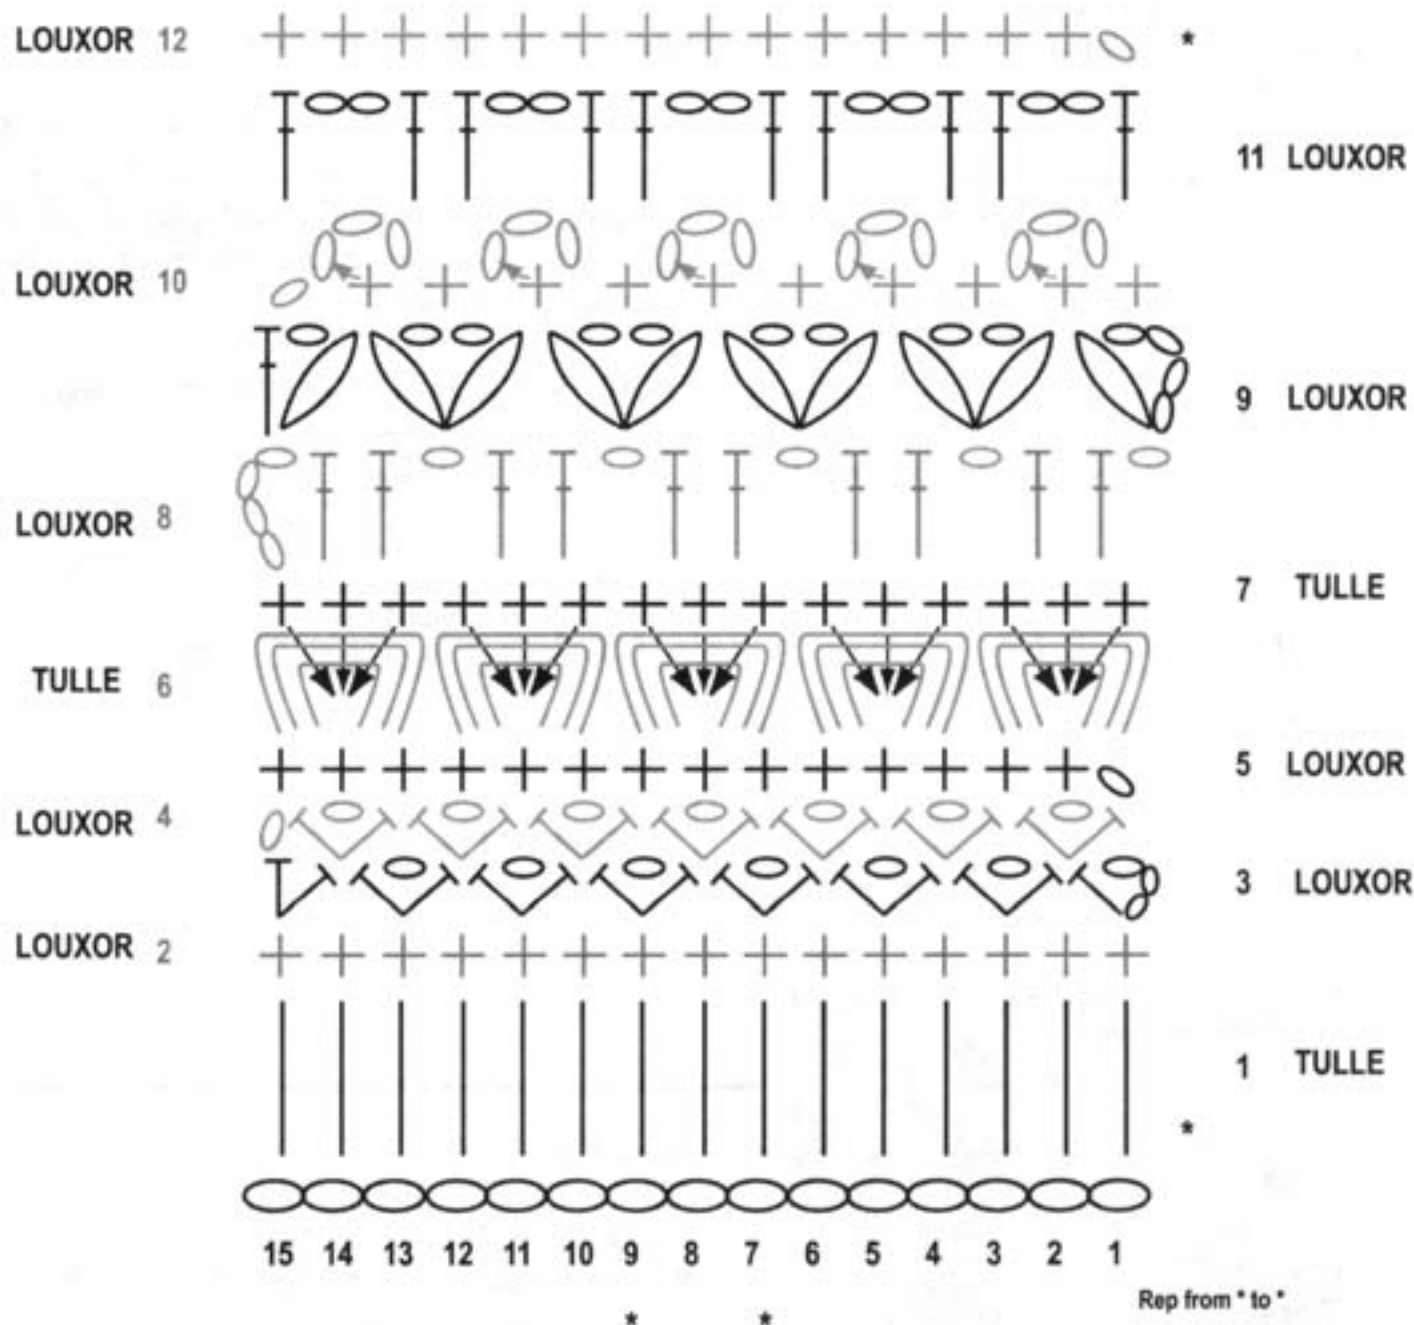 LOUXOR 12 *
11 LOUXOR
LOUXOR 10
9 LOUXOR
LOUXOR 8
7 TULLE
TULLE 6
5 LOUXOR
LOUXOR 4
3 LOUXOR
LOUXOR 2
1 TULLE
*
15 14 13 12 11 10 9 8 7 6 5 4 3 2 1
Rep from * to *
* *